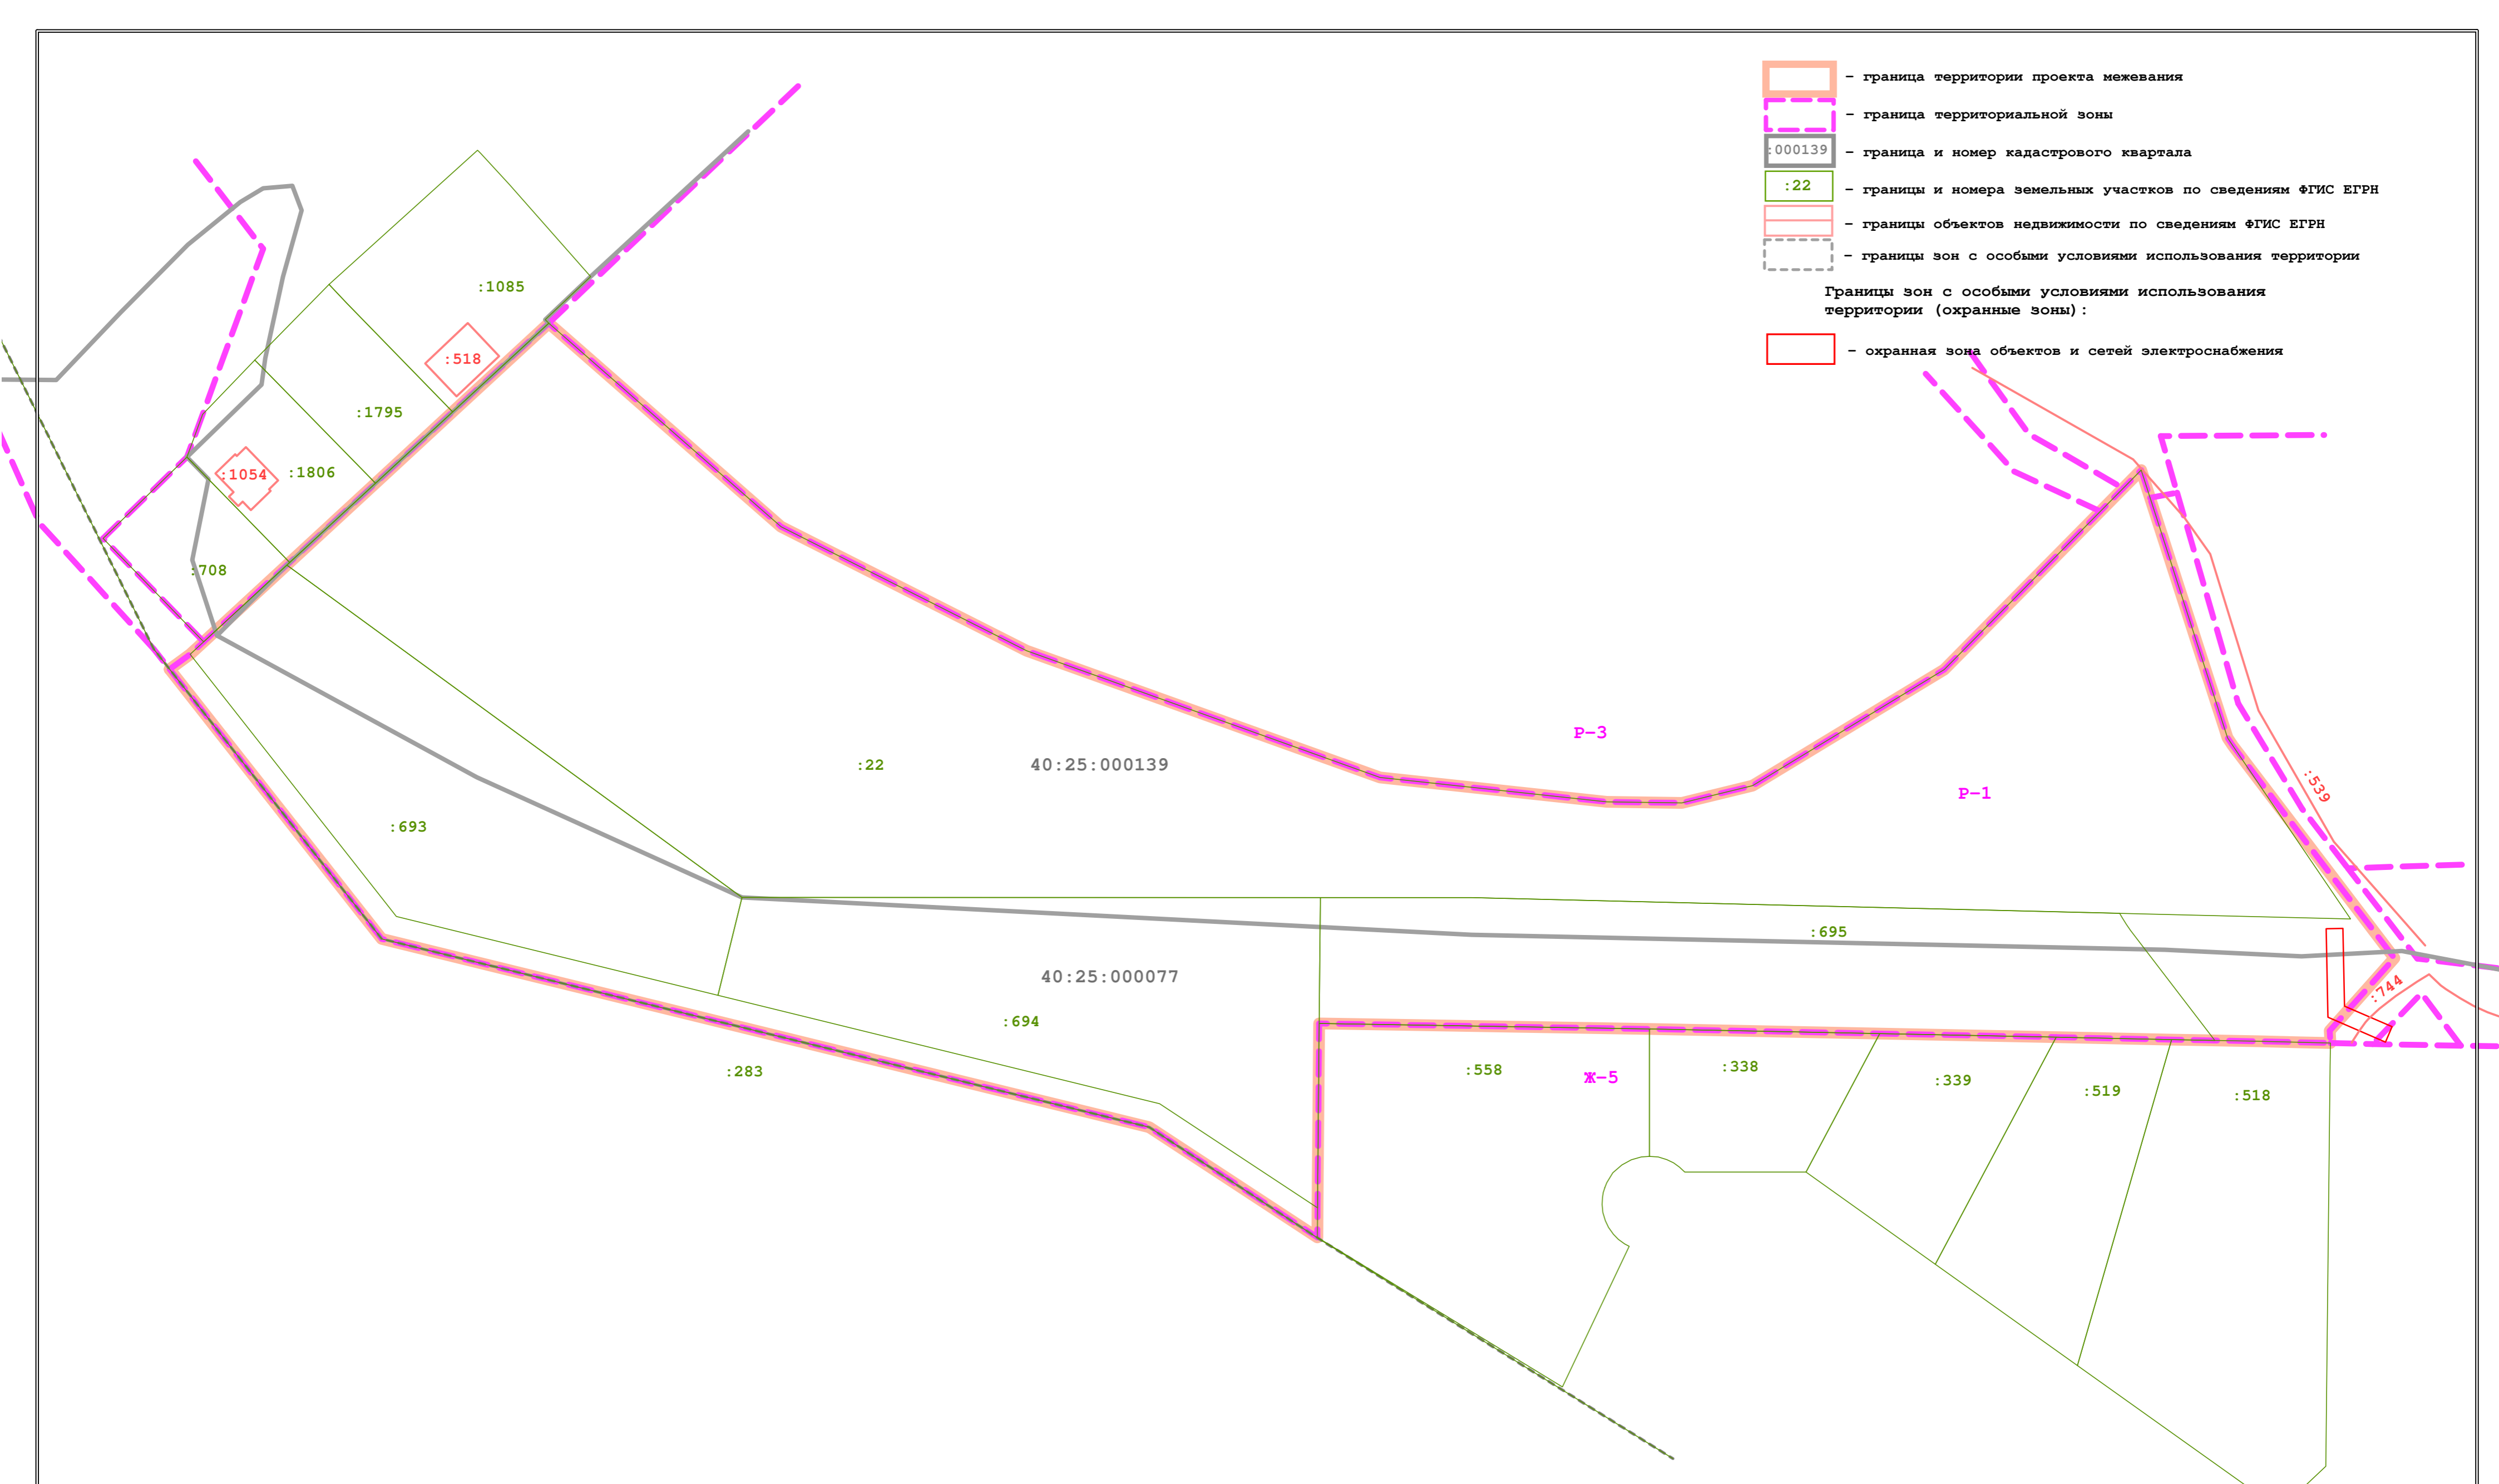 – граница территории проекта межевания
– граница территориальной зоны
:000139 – граница и номер кадастрового квартала
:22 – границы и номера земельных участков по сведениям ФГИС ЕГРН
– границы объектов недвижимости по сведениям ФГИС ЕГРН
– границы зон с особыми условиями использования территории
Границы зон с особыми условиями использования
территории (охранные зоны):
– охранная зона объектов и сетей электроснабжения
:1085
:518
:1795
:1054
:1806
:708
Р-3
:22
40:25:000139
Р-1
:539
:693
:695
40:25:000077
:744
:694
:283
:558
Ж-5
:338
:339
:519
:518